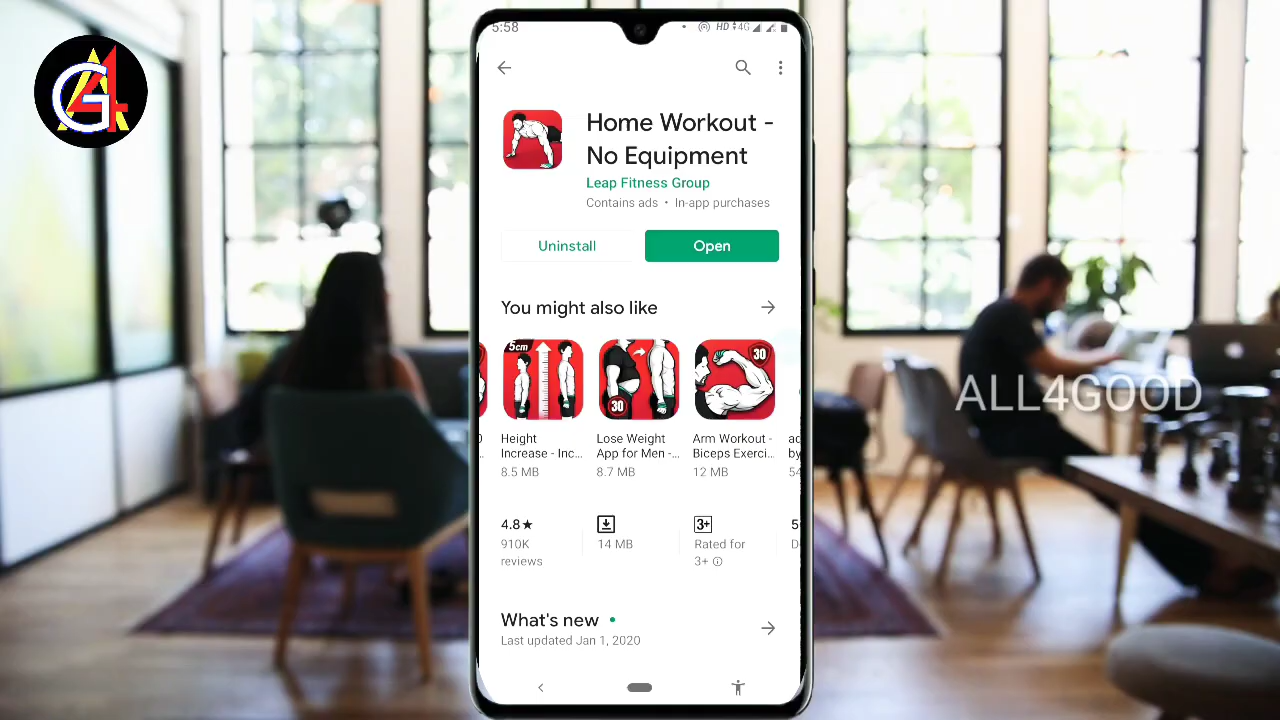 5:58
HD 4G
G4
Home Workout -
No Equipment
Leap Fitness Group
Contains ads • In-app purchases
Uninstall
Open
You might also like
5cm
30
30
Height
Increase - Inc...
8.5 MB
Lose Weight
App for Men -...
8.7 MB
Arm Workout -
Biceps Exerci...
12 MB
4.8★
910K
reviews
14 MB
3+
Rated for
3+
What's new
Last updated Jan 1, 2020
ALL4GOOD